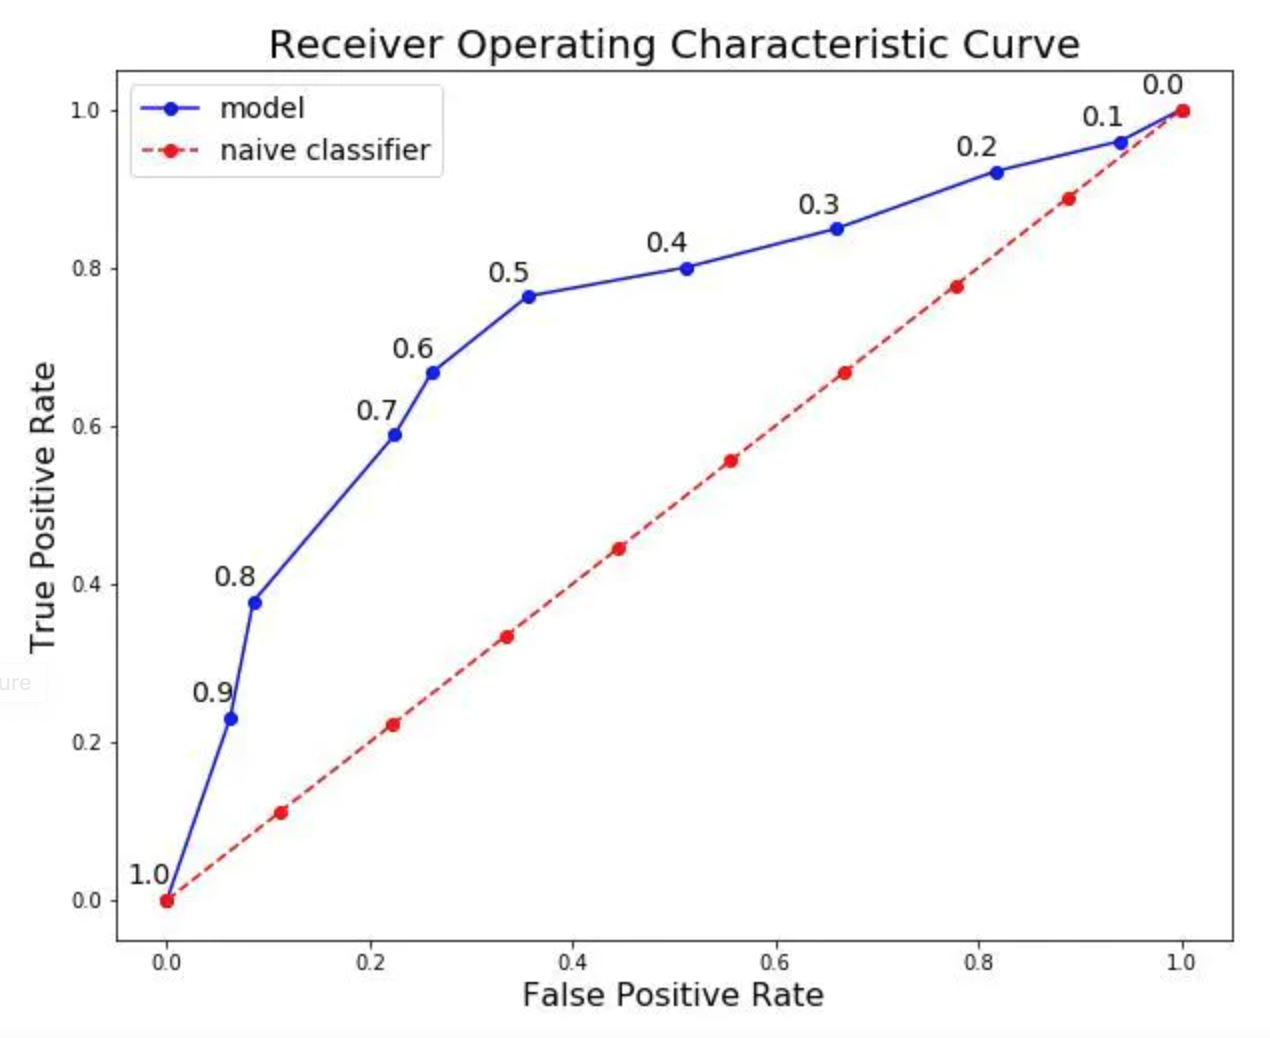 Receiver Operating Characteristic Curve
model
naive classifier
0.0
0.1
0.2
0.3
0.4
0.5
0.6
0.7
0.8
0.9
1.0
1.0
0.8
0.6
0.4
0.2
0.0
True Positive Rate
ure
0.0 0.2 0.4 0.6 0.8 1.0
False Positive Rate